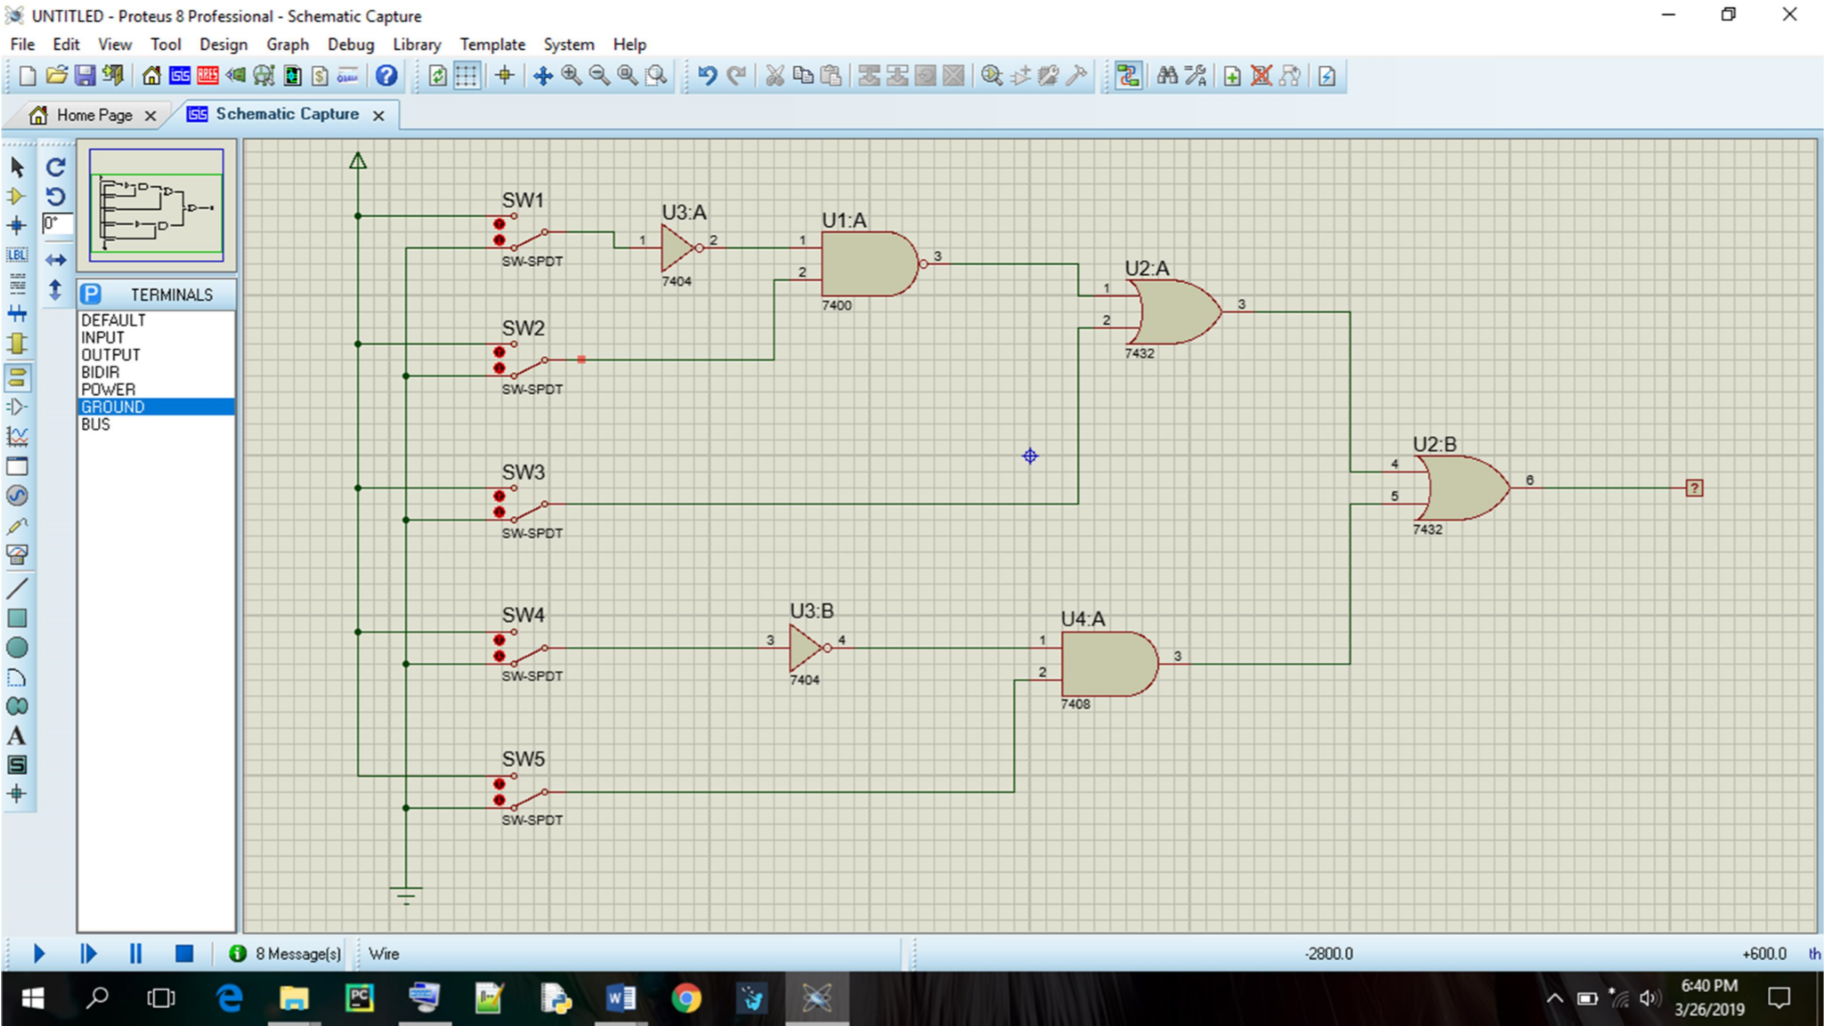 UNTITLED - Proteus 8 Professional - Schematic Capture
File Edit View Tool Design Graph Debug Library Template System Help
Home Page
Schematic Capture
0°
LBL
P TERMINALS
DEFAULT
INPUT
OUTPUT
BIDIR
POWER
GROUND
BUS
A
S
SW1
SW-SPDT
U3:A
1 2
7404
U1:A
1
2
3
7400
U2:A
1
2
3
7432
SW2
SW-SPDT
SW3
SW-SPDT
U2:B
4
5
6
7432
?
SW4
SW-SPDT
U3:B
3 4
7404
U4:A
1
2
3
7408
SW5
SW-SPDT
8 Message(s) Wire -2800.0 +600.0 th
6:40 PM
3/26/2019